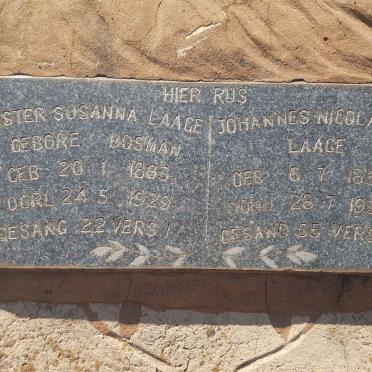 HIER RUS
STER SUSANNA LAAGE
GEBORE BOSMAN
GEB 20 1 1863
OORL 24 5 1929
GESANG 22 VERS 1
JOHANNES NICOLA
LAAGE
GEB 6 7 18
OORL 28 7 19
GESANG 55 VERS